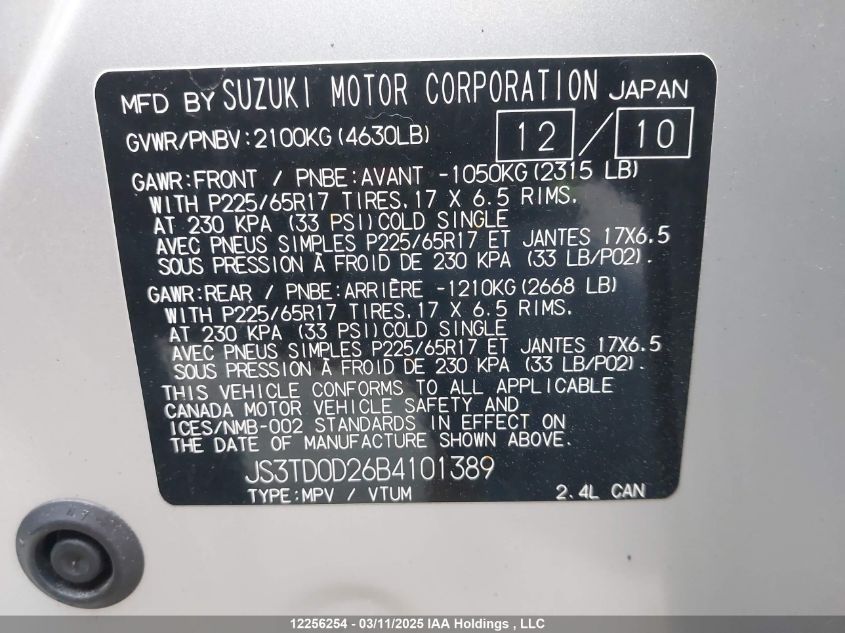 MFD BY SUZUKI MOTOR CORPORATION JAPAN
GVWR/PNBV:2100KG(4630LB) 12/10
GAWR:FRONT / PNBE:AVANT -1050KG(2315 LB)
WITH P225/65R17 TIRES,17 X 6.5 RIMS.
AT 230 KPA (33 PSI)COLD SINGLE
AVEC PNEUS SIMPLES P225/65R17 ET JANTES 17X6.5
SOUS PRESSION À FROID DE 230 KPA (33 LB/PO2).
GAWR:REAR / PNBE:ARRIÈRE -1210KG(2668 LB)
WITH P225/65R17 TIRES,17 X 6.5 RIMS.
AT 230 KPA (33 PSI)COLD SINGLE
AVEC PNEUS SIMPLES P225/65R17 ET JANTES 17X6.5
SOUS PRESSION À FROID DE 230 KPA (33 LB/PO2).
THIS VEHICLE CONFORMS TO ALL APPLICABLE
CANADA MOTOR VEHICLE SAFETY AND
ICES/NMB-002 STANDARDS IN EFFECT ON
THE DATE OF MANUFACTURE SHOWN ABOVE.
JS3TD0D26B4101389
TYPE:MPV / VTUM 2.4L CAN
12256254 - 03/11/2025 IAA Holdings , LLC